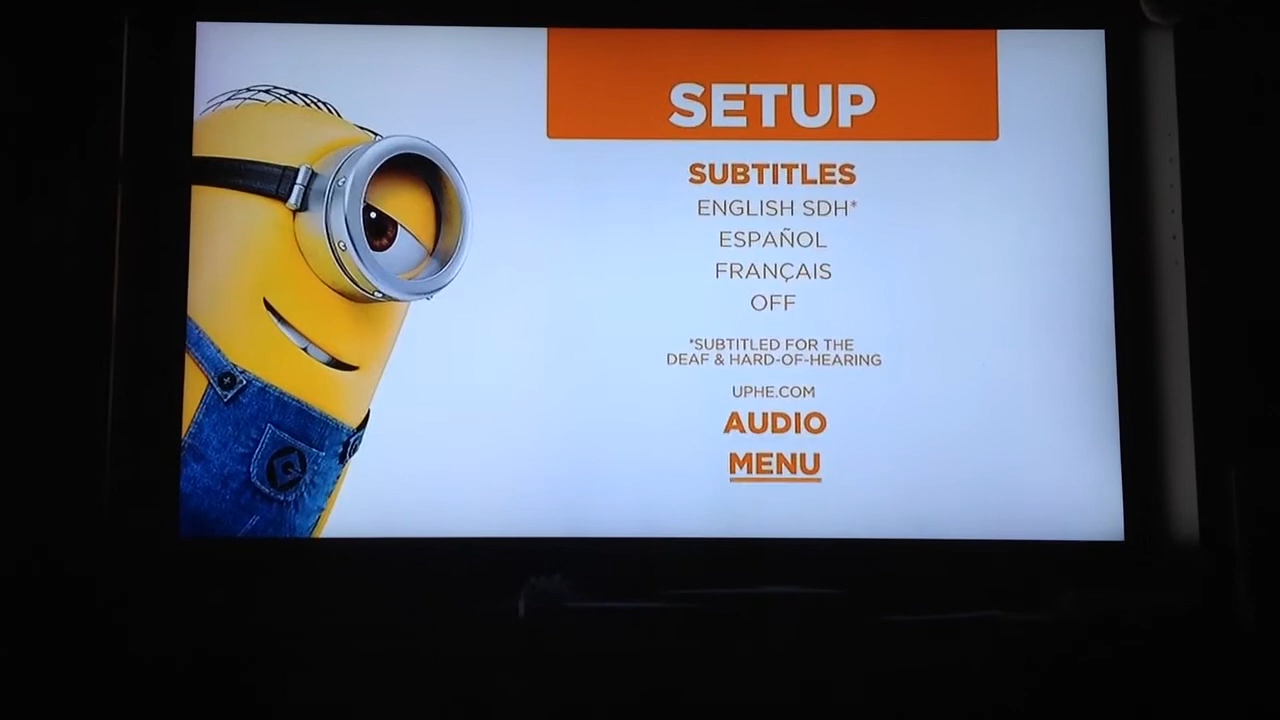 SETUP
SUBTITLES
ENGLISH SDH*
ESPAÑOL
FRANÇAIS
OFF
*SUBTITLED FOR THE
DEAF & HARD-OF-HEARING
UPHE.COM
AUDIO
MENU